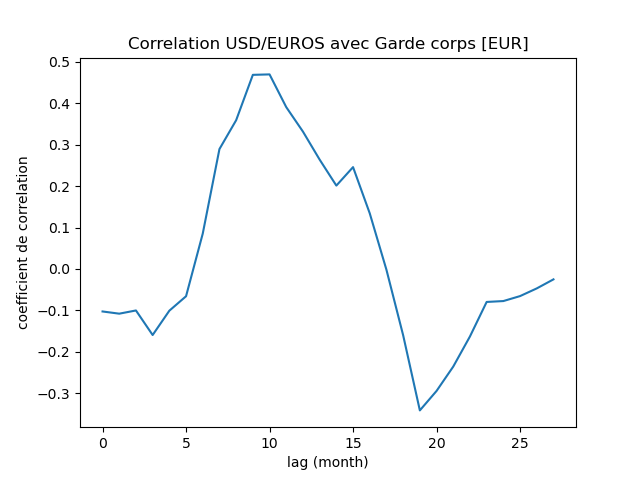 Correlation USD/EUROS avec Garde corps [EUR]
0.5
0.4
0.3
0.2
0.1
0.0
−0.1
−0.2
−0.3
coefficient de correlation
0 5 10 15 20 25
lag (month)